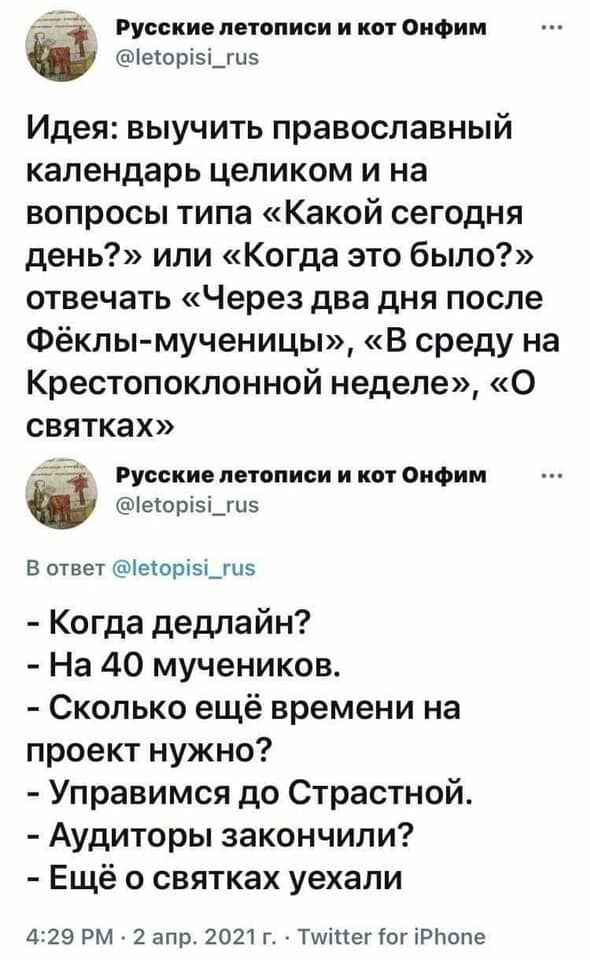 Русские летописи и кот Онфим
@letopisi_rus
Идея: выучить православный
календарь целиком и на
вопросы типа «Какой сегодня
день?» или «Когда это было?»
отвечать «Через два дня после
Фёклы-мученицы», «В среду на
Крестопоклонной неделе», «О
святках»
Русские летописи и кот Онфим
@letopisi_rus
В ответ @letopisi_rus
- Когда дедлайн?
- На 40 мучеников.
- Сколько ещё времени на
проект нужно?
- Управимся до Страстной.
- Аудиторы закончили?
- Ещё о святках уехали
4:29 PM · 2 апр. 2021 г. · Twitter for iPhone